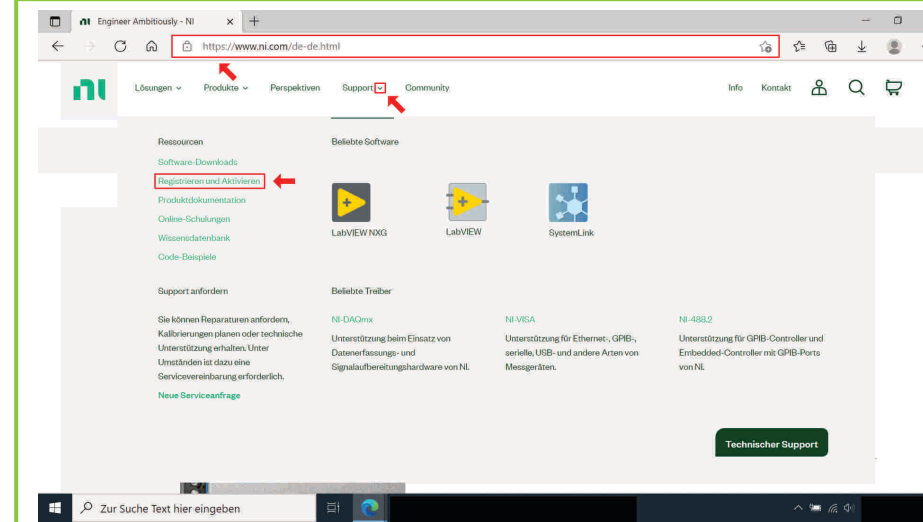 Engineer Ambitiously - NI
https://www.ni.com/de-de.html
ni
Lösungen
Produkte
Perspektiven
Support
Community
Info
Kontakt
Ressourcen
Software-Downloads
Registrieren und Aktivieren
Produktdokumentation
Online-Schulungen
Wissensdatenbank
Code-Beispiele
Beliebte Software
LabVIEW NXG
LabVIEW
SystemLink
Support anfordern
Sie können Reparaturen anfordern,
Kalibrierungen planen oder technische
Unterstützung erhalten. Unter
Umständen ist dazu eine
Servicevereinbarung erforderlich.
Neue Serviceanfrage
Beliebte Treiber
NI-DAQmx
Unterstützung beim Einsatz von
Datenerfassungs- und
Signalaufbereitungshardware von NI.
NI-VISA
Unterstützung für Ethernet-, GPIB-,
serielle, USB- und andere Arten von
Messgeräten.
NI-488.2
Unterstützung für GPIB-Controller und
Embedded-Controller mit GPIB-Ports
von NI.
Technischer Support
Zur Suche Text hier eingeben